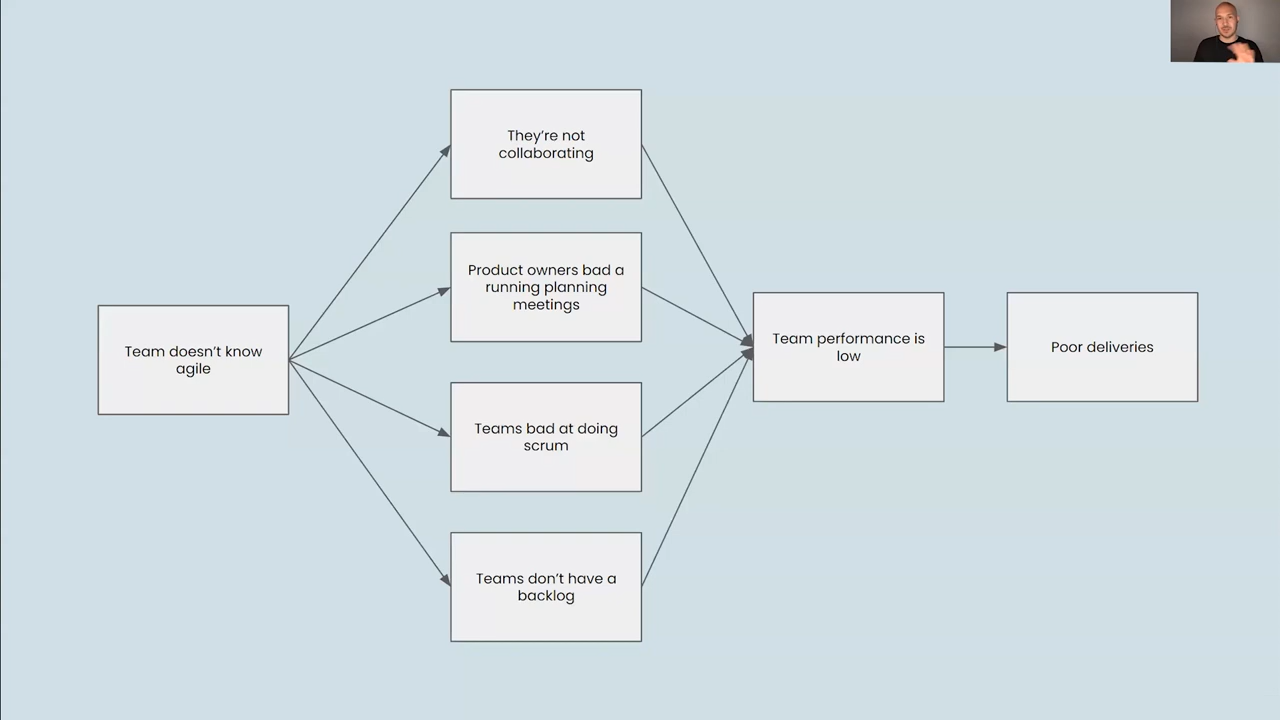 They're not
collaborating
Product owners bad a
running planning
meetings
Team doesn't know
agile
Team performance is
low
Poor deliveries
Teams bad at doing
scrum
Teams don't have a
backlog